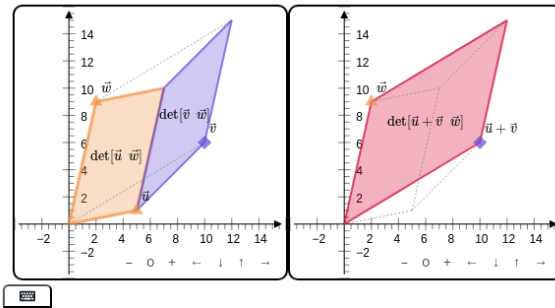 14
12
10
8
6
4
2
−2
−2 2 4 6 8 10 12 14
w⃗
det[v⃗ w⃗]
v⃗
det[u⃗ w⃗]
u⃗
− o + ← ↓ ↑ →
14
12
10
8
6
4
2
−2
−2 2 4 6 8 10 12 14
w⃗
det[u⃗ + v⃗ w⃗]
u⃗ + v⃗
− o + ← ↓ ↑ →